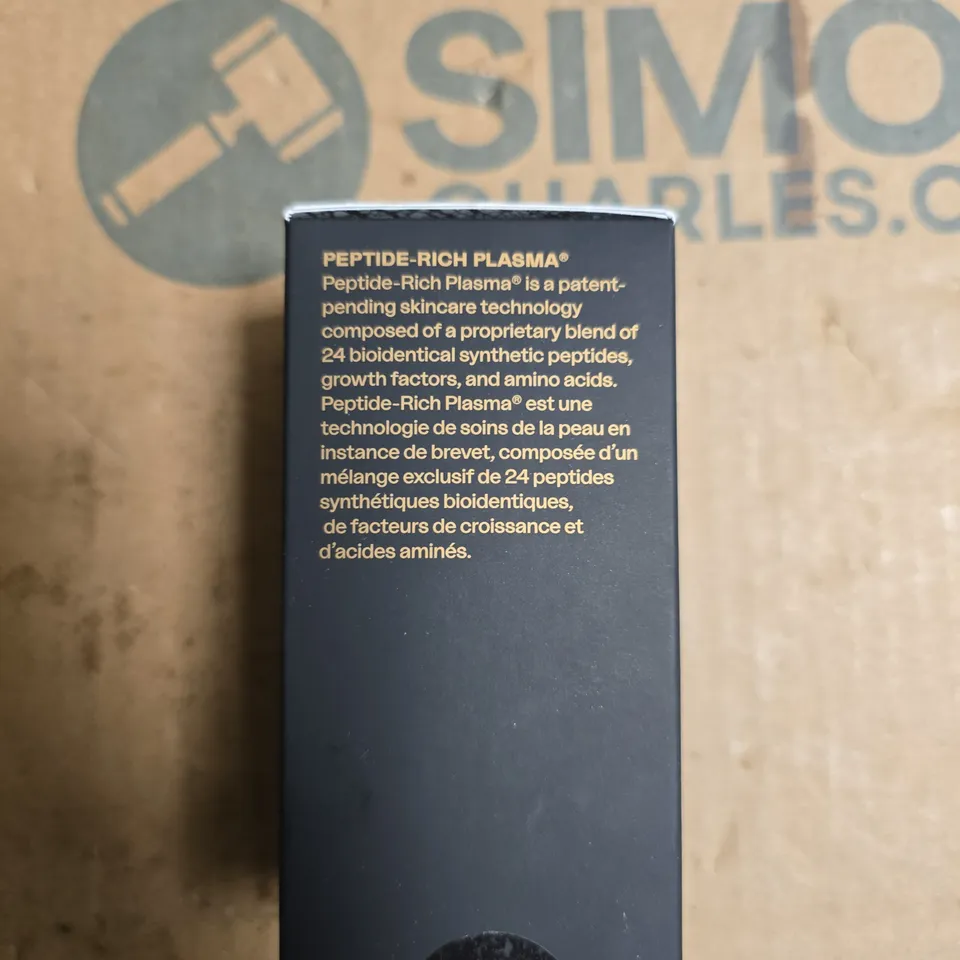 SIMO
CHARLES.C
PEPTIDE-RICH PLASMA®
Peptide-Rich Plasma® is a patent-
pending skincare technology
composed of a proprietary blend of
24 bioidentical synthetic peptides,
growth factors, and amino acids.
Peptide-Rich Plasma® est une
technologie de soins de la peau en
instance de brevet, composée d'un
mélange exclusif de 24 peptides
synthétiques bioidentiques,
de facteurs de croissance et
d'acides aminés.